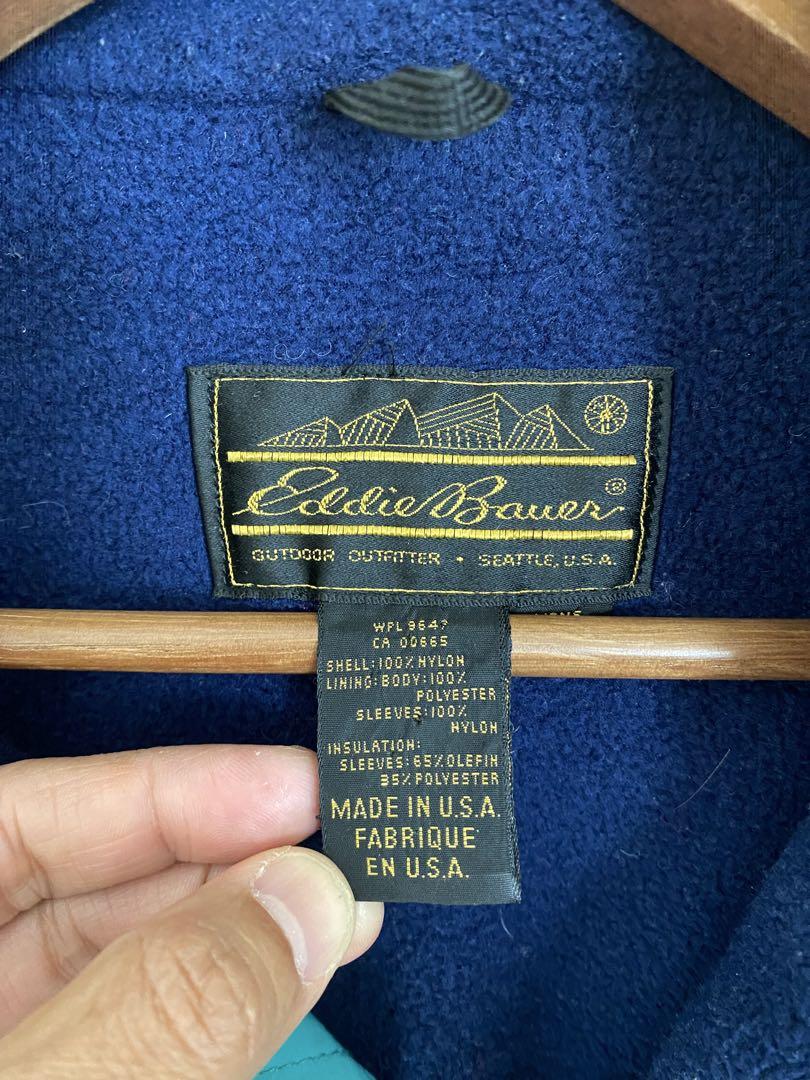 Eddie Bauer®
OUTDOOR OUTFITTER • SEATTLE, U.S.A.
WPL 9647
CA 00665
SHELL:100% NYLON
LINING:BODY:100%
POLYESTER
SLEEVES:100%
NYLON
INSULATION:
SLEEVES:65%OLEFIN
35%POLYESTER
MADE IN U.S.A.
FABRIQUE
EN U.S.A.